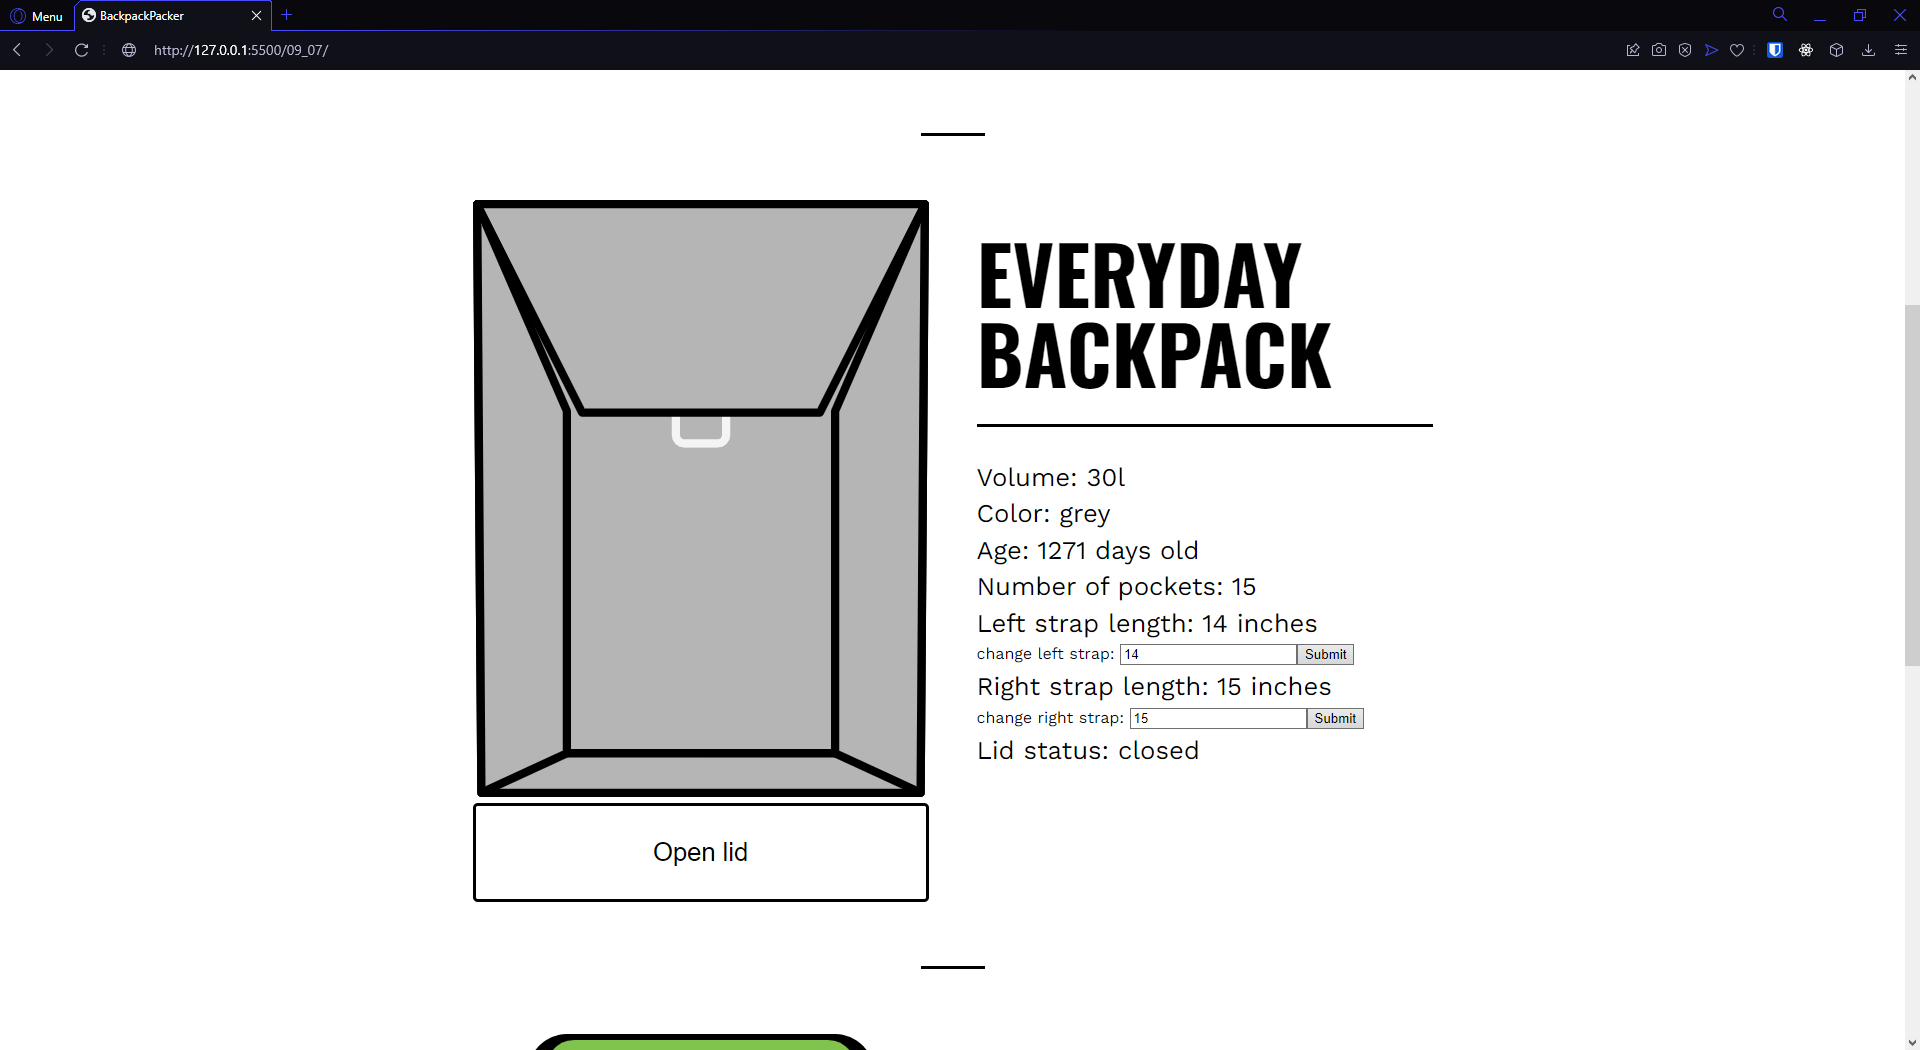 Menu
BackpackPacker
http://127.0.0.1:5500/09_07/
EVERYDAY
BACKPACK
Volume: 30l
Color: grey
Age: 1271 days old
Number of pockets: 15
Left strap length: 14 inches
change left strap: 14 Submit
Right strap length: 15 inches
change right strap: 15 Submit
Lid status: closed
Open lid